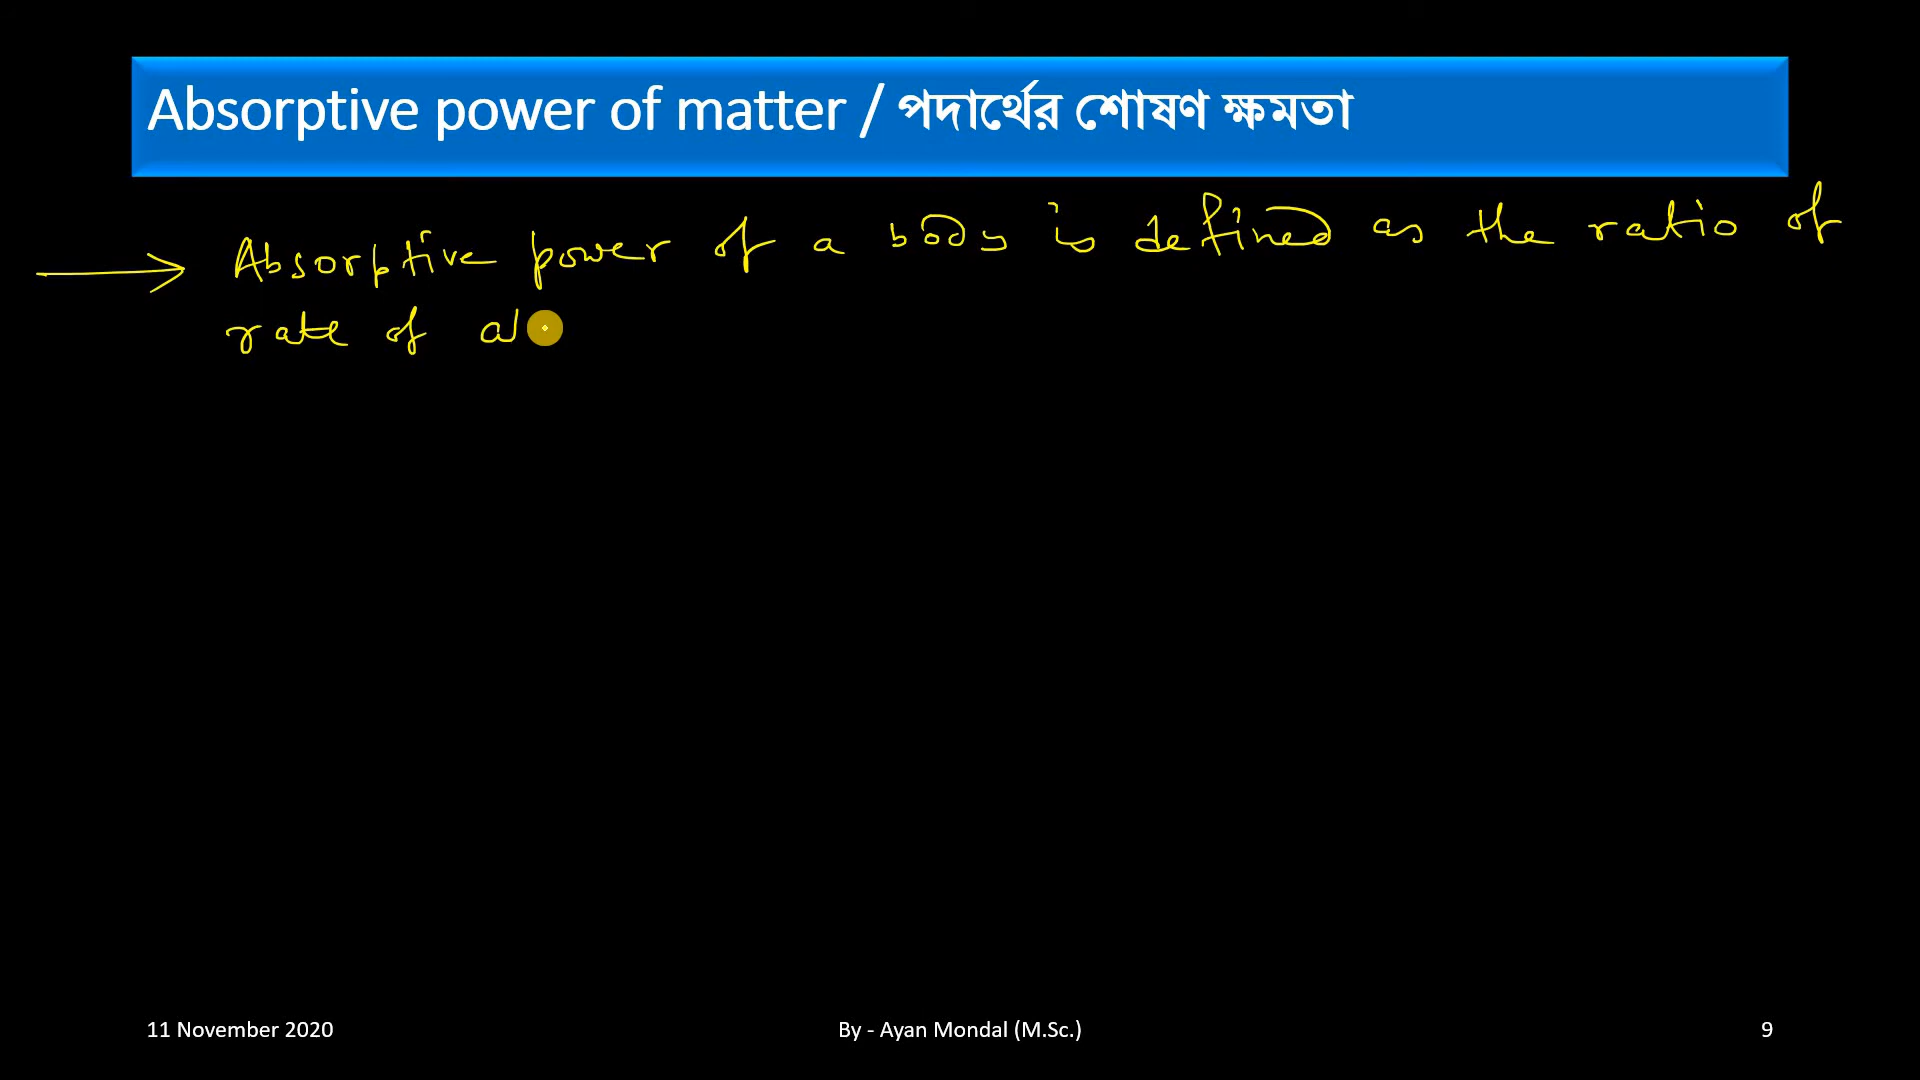 Absorptive power of matter / পদার্থের শোষণ ক্ষমতা
→ Absorptive power of a body is defined as the ratio of
rate of
11 November 2020
By - Ayan Mondal (M.Sc.)
9